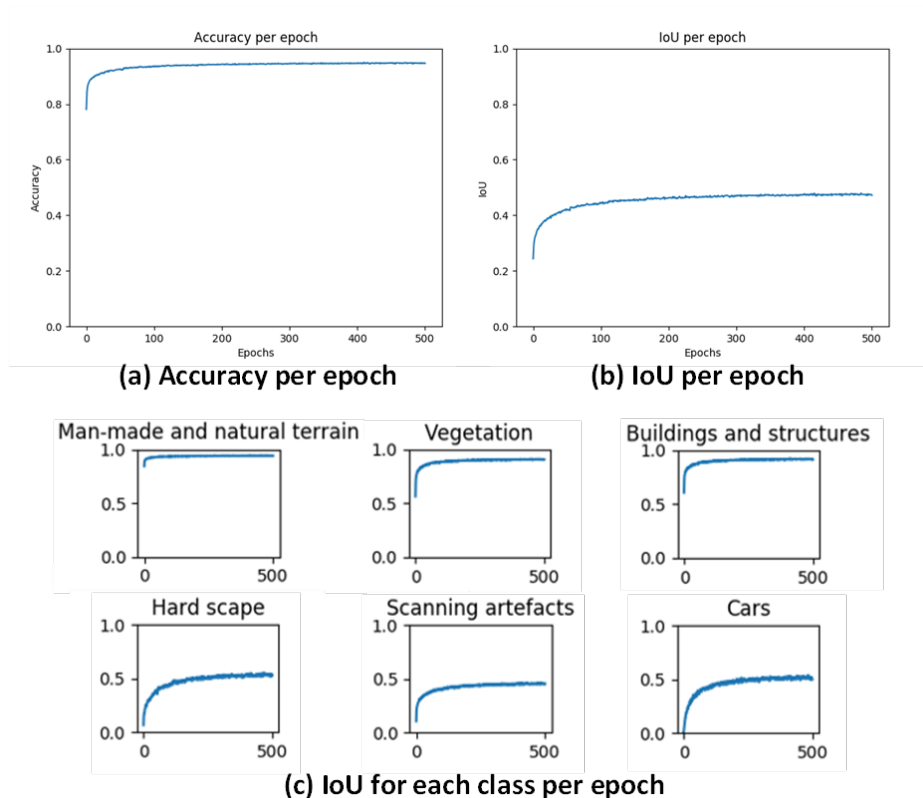 Accuracy per epoch
1.0
0.8
0.6
0.4
0.2
0.0
Accuracy
0 100 200 300 400 500
Epochs
(a) Accuracy per epoch
IoU per epoch
1.0
0.8
0.6
0.4
0.2
0.0
IoU
0 100 200 300 400 500
Epochs
(b) IoU per epoch
Man-made and natural terrain
1.0
0.5
0.0
0 500
Vegetation
1.0
0.5
0.0
0 500
Buildings and structures
1.0
0.5
0.0
0 500
Hard scape
1.0
0.5
0.0
0 500
Scanning artefacts
1.0
0.5
0.0
0 500
Cars
1.0
0.5
0.0
0 500
(c) IoU for each class per epoch